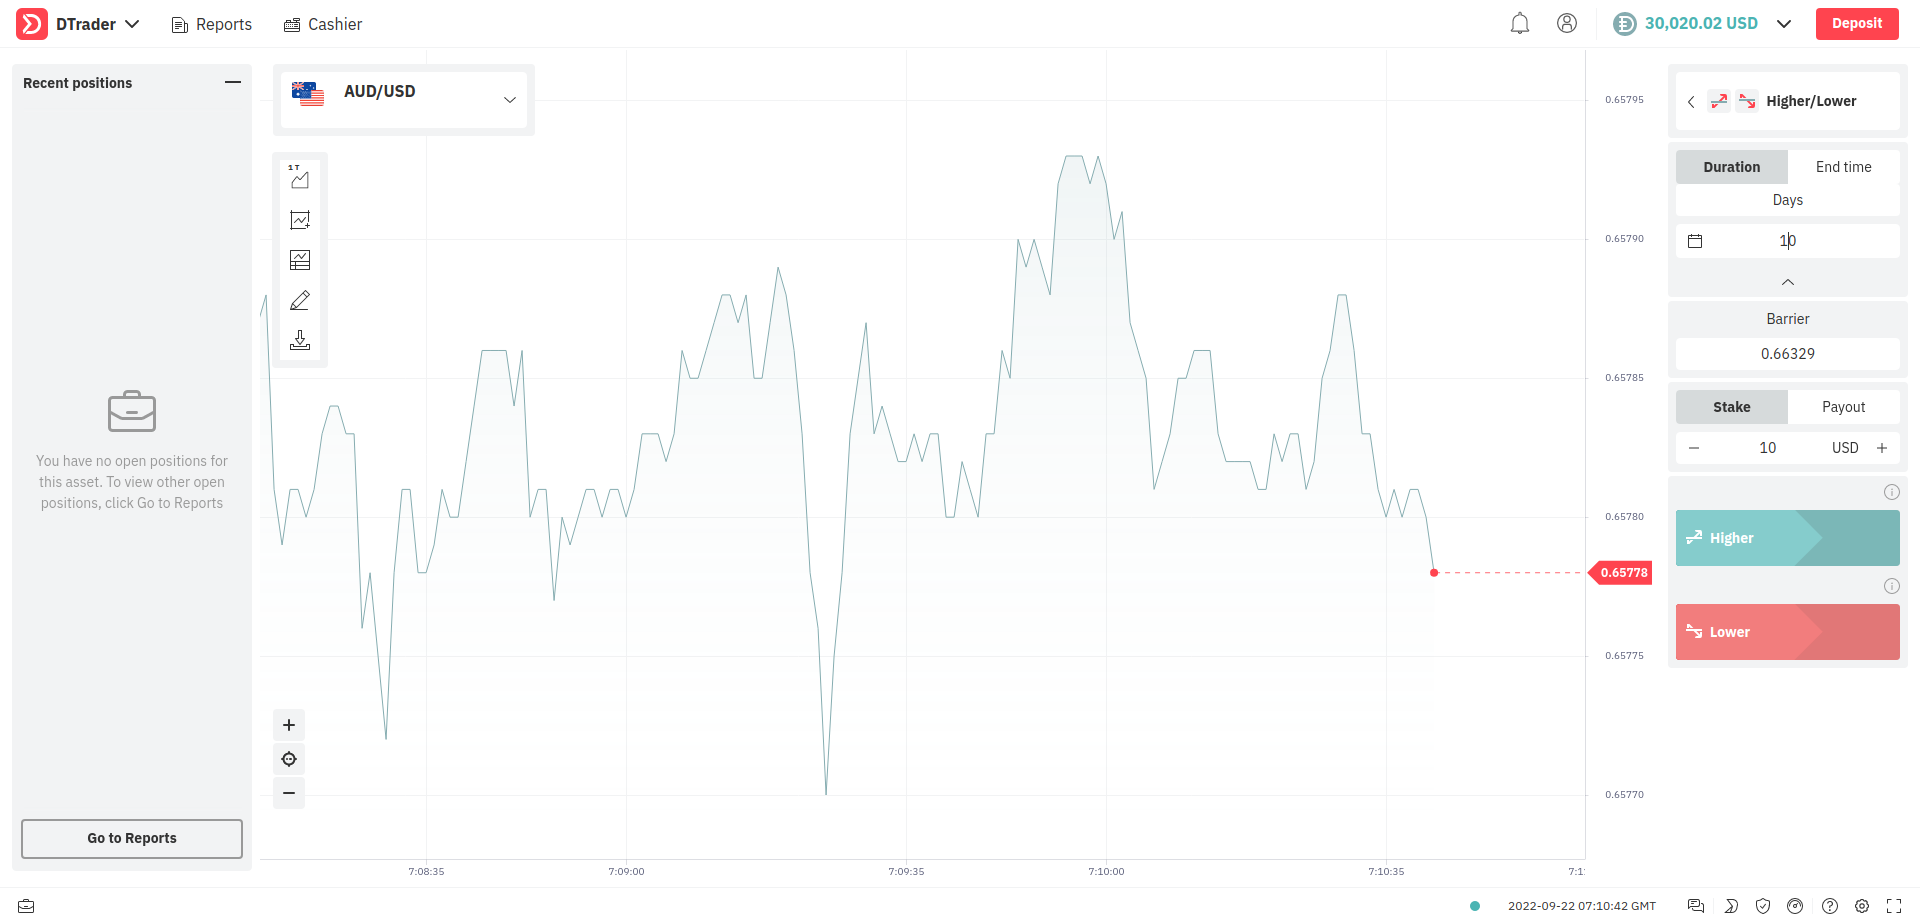 DTrader
Reports
Cashier
30,020.02 USD
Deposit
Recent positions
You have no open positions for
this asset. To view other open
positions, click Go to Reports
Go to Reports
AUD/USD
1T
0.65795
0.65790
0.65785
0.65780
0.65778
0.65775
0.65770
7:08:35
7:09:00
7:09:35
7:10:00
7:10:35
7:1
Higher/Lower
Duration
End time
Days
10
Barrier
0.66329
Stake
Payout
10
USD
Higher
Lower
2022-09-22 07:10:42 GMT